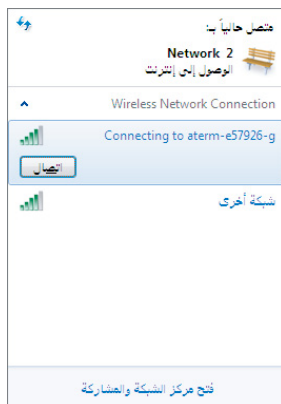 متصل حالياً بـ:
Network 2
الوصول إلى إنترنت
Wireless Network Connection
Connecting to aterm-e57926-g
اتصال
شبكة أخرى
فتح مركز الشبكة والمشاركة